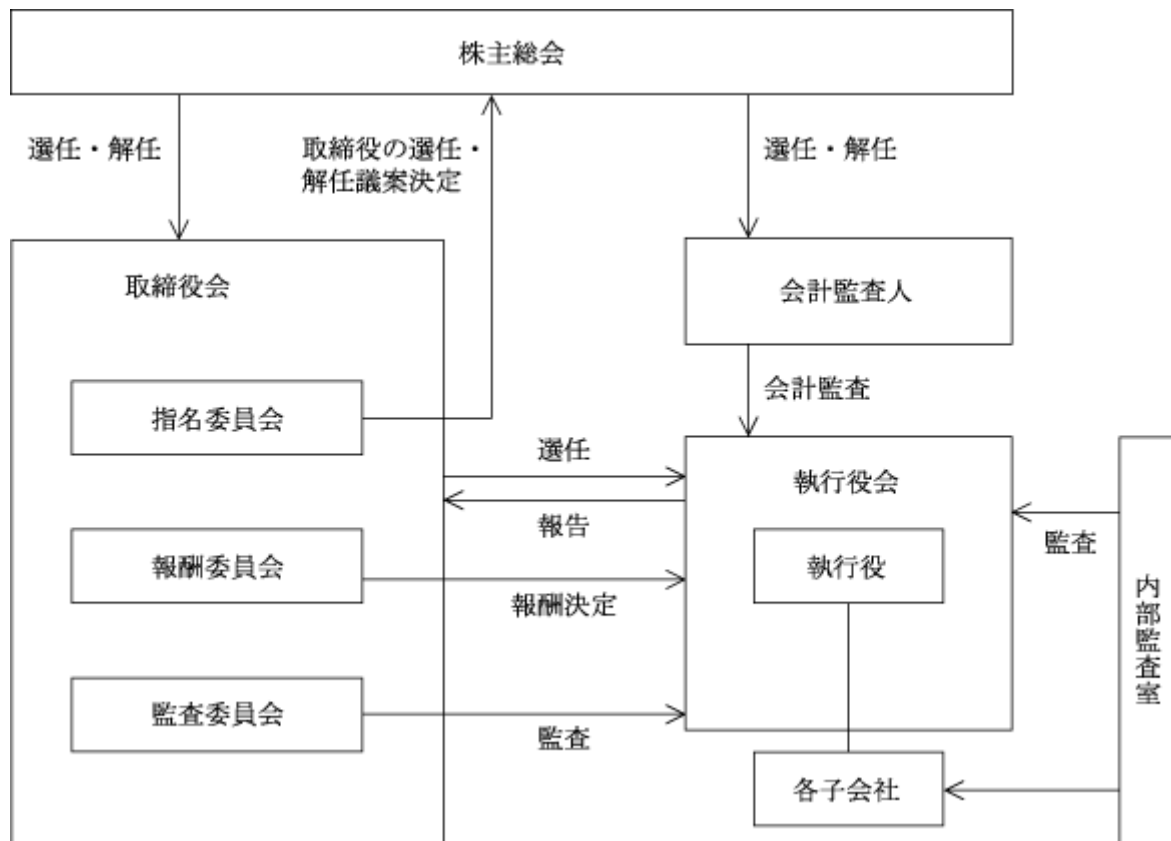 株主総会
選任・解任
取締役の選任・
解任議案決定
選任・解任
取締役会
会計監査人
指名委員会
会計監査
選任
執行役会
報告
監査
報酬委員会
執行役
報酬決定
内部監査室
監査委員会
監査
各子会社